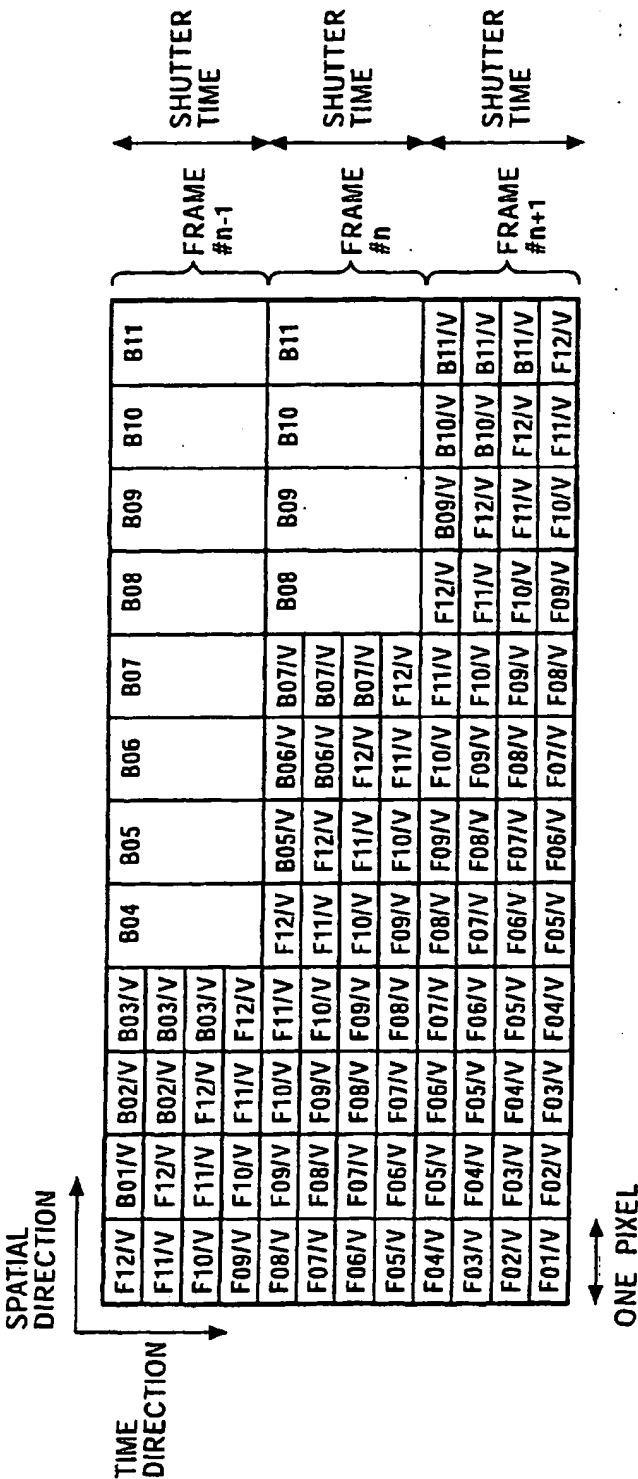 SPATIAL
DIRECTION
TIME
DIRECTION
F12/V B01/V B02/V B03/V B04 B05 B06 B07 B08 B09 B10 B11
F11/V F12/V B02/V B03/V
F10/V F11/V F12/V B03/V
F09/V F10/V F11/V F12/V
FRAME
#n-1
SHUTTER
TIME
F08/V F09/V F10/V F11/V F12/V B05/V B06/V B07/V B08 B09 B10 B11
F07/V F08/V F09/V F10/V F11/V F12/V B06/V B07/V
F06/V F07/V F08/V F09/V F10/V F11/V F12/V B07/V
F05/V F06/V F07/V F08/V F09/V F10/V F11/V F12/V
FRAME
#n
SHUTTER
TIME
F04/V F05/V F06/V F07/V F08/V F09/V F10/V F11/V F12/V B09/V B10/V B11/V
F03/V F04/V F05/V F06/V F07/V F08/V F09/V F10/V F11/V F12/V B10/V B11/V
F02/V F03/V F04/V F05/V F06/V F07/V F08/V F09/V F10/V F11/V F12/V B11/V
F01/V F02/V F03/V F04/V F05/V F06/V F07/V F08/V F09/V F10/V F11/V F12/V
FRAME
#n+1
SHUTTER
TIME
ONE PIXEL